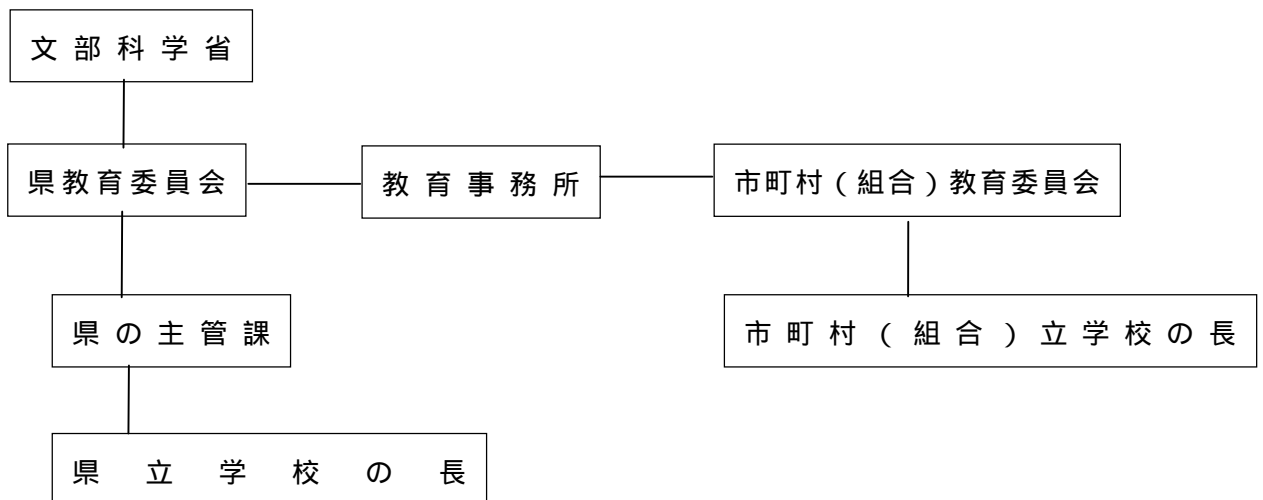 文部科学省
県教育委員会
教育事務所
市町村(組合)教育委員会
県の主管課
市町村(組合)立学校の長
県立学校の長